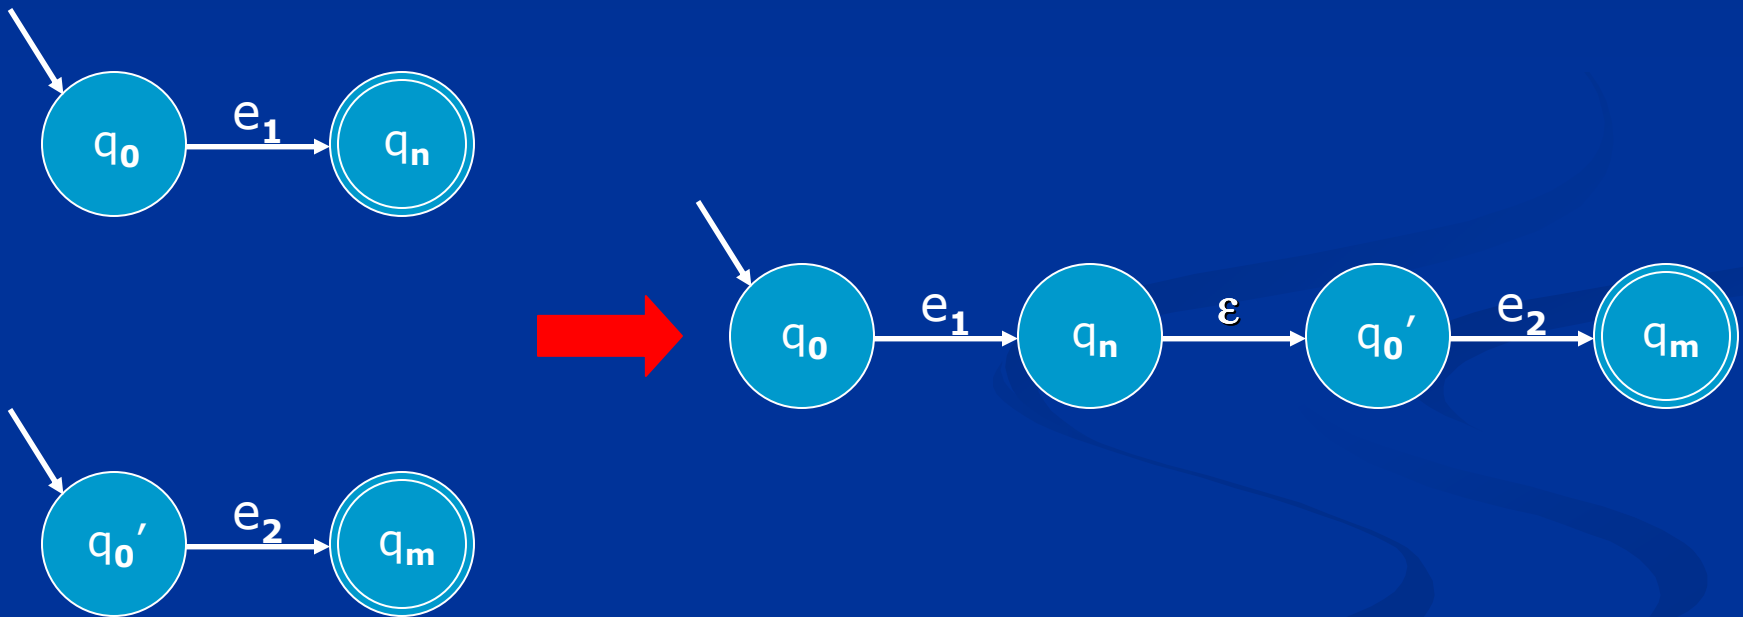 q₀ e₁ qₙ
q₀ e₁ qₙ ε q₀′ e₂ qₘ
q₀′ e₂ qₘ